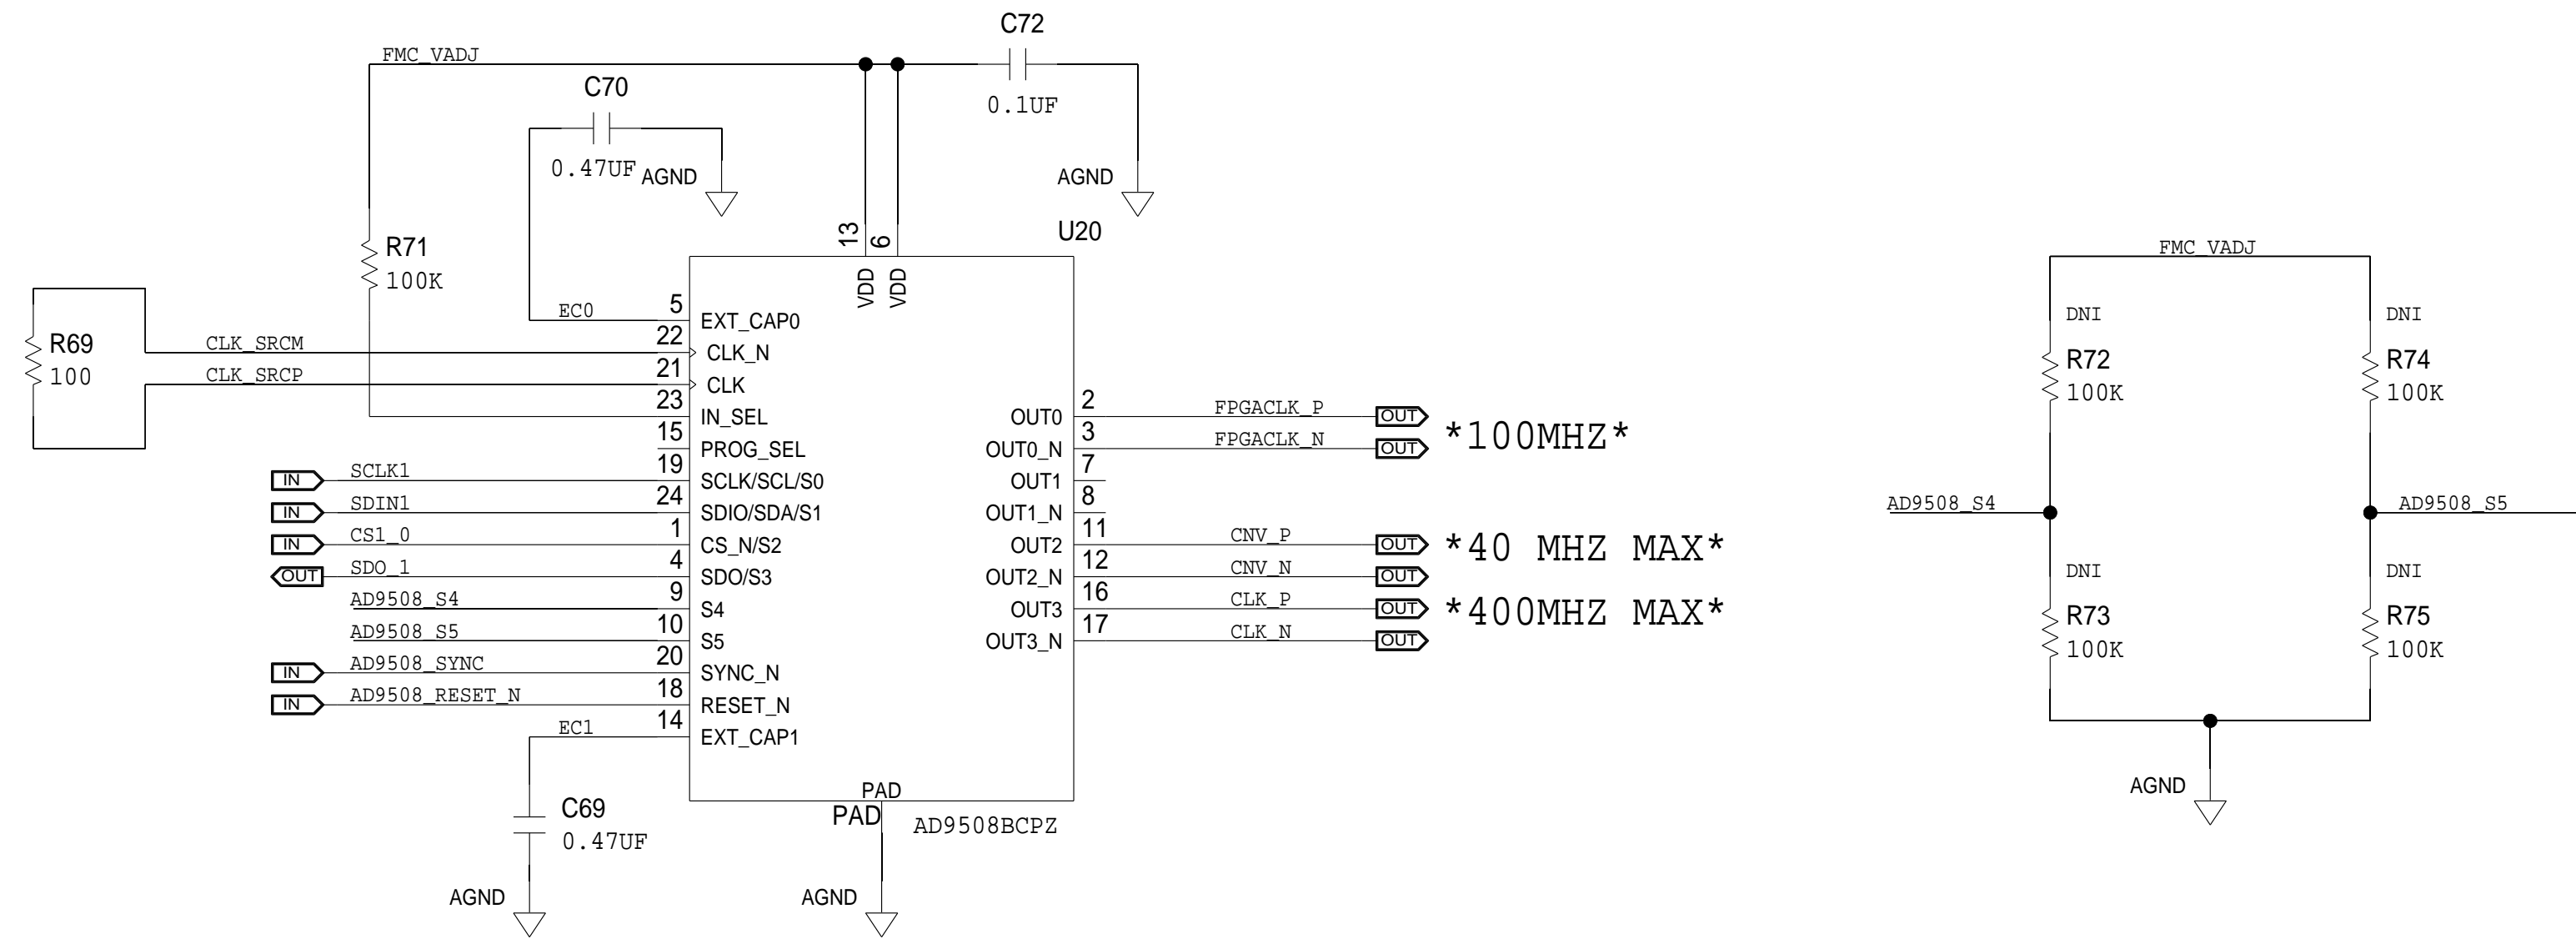 C72
FMC_VADJ
0.1UF
C70
0.47UF
AGND
AGND
U20
13
6
VDD
VDD
R71
100K
R69
100
CLK_SRCM
CLK_SRCP
EC0
5
EXT_CAP0
22
CLK_N
21
CLK
23
IN_SEL
15
PROG_SEL
IN
SCLK1
19
SCLK/SCL/S0
IN
SDIN1
24
SDIO/SDA/S1
IN
CS1_0
1
CS_N/S2
OUT
SDO_1
4
SDO/S3
AD9508_S4
9
S4
AD9508_S5
10
S5
IN
AD9508_SYNC
20
SYNC_N
IN
AD9508_RESET_N
18
RESET_N
EC1
14
EXT_CAP1
C69
0.47UF
AGND
PAD
PAD
AD9508BCPZ
AGND
OUT0
2
FPGACLK_P
OUT
*100MHZ*
OUT0_N
3
FPGACLK_N
OUT
OUT1
7
OUT1_N
8
OUT2
11
CNV_P
OUT
*40 MHZ MAX*
OUT2_N
12
CNV_N
OUT
OUT3
16
CLK_P
OUT
*400MHZ MAX*
OUT3_N
17
CLK_N
OUT
FMC_VADJ
DNI
R72
100K
DNI
R74
100K
AD9508_S4
AD9508_S5
DNI
R73
100K
DNI
R75
100K
AGND